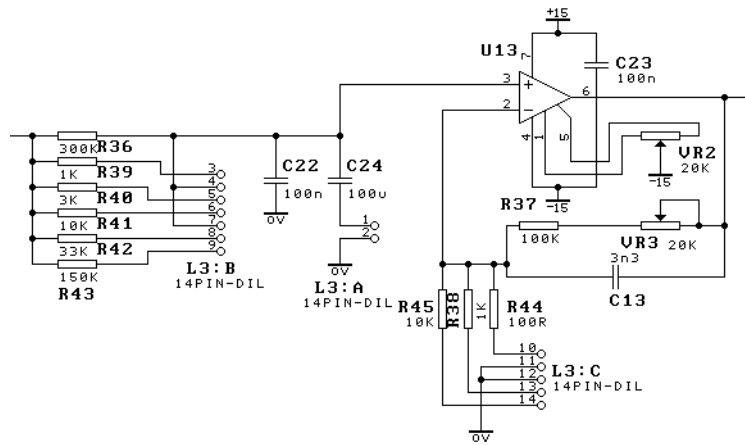 +15
U13
7
C23
100n
3
+
6
2
-
4
1
5
VR2
20K
-15
-15
R36
300K
R39
1K
R40
3K
R41
10K
R42
33K
R43
150K
3
4
5
6
7
8
9
L3:B
14PIN-DIL
C22
100n
0V
C24
100u
1
2
0V
L3:A
14PIN-DIL
R37
100K
VR3
20K
3n3
C13
R45
10K
R38
1K
R44
100R
10
11
12
13
14
L3:C
14PIN-DIL
0V